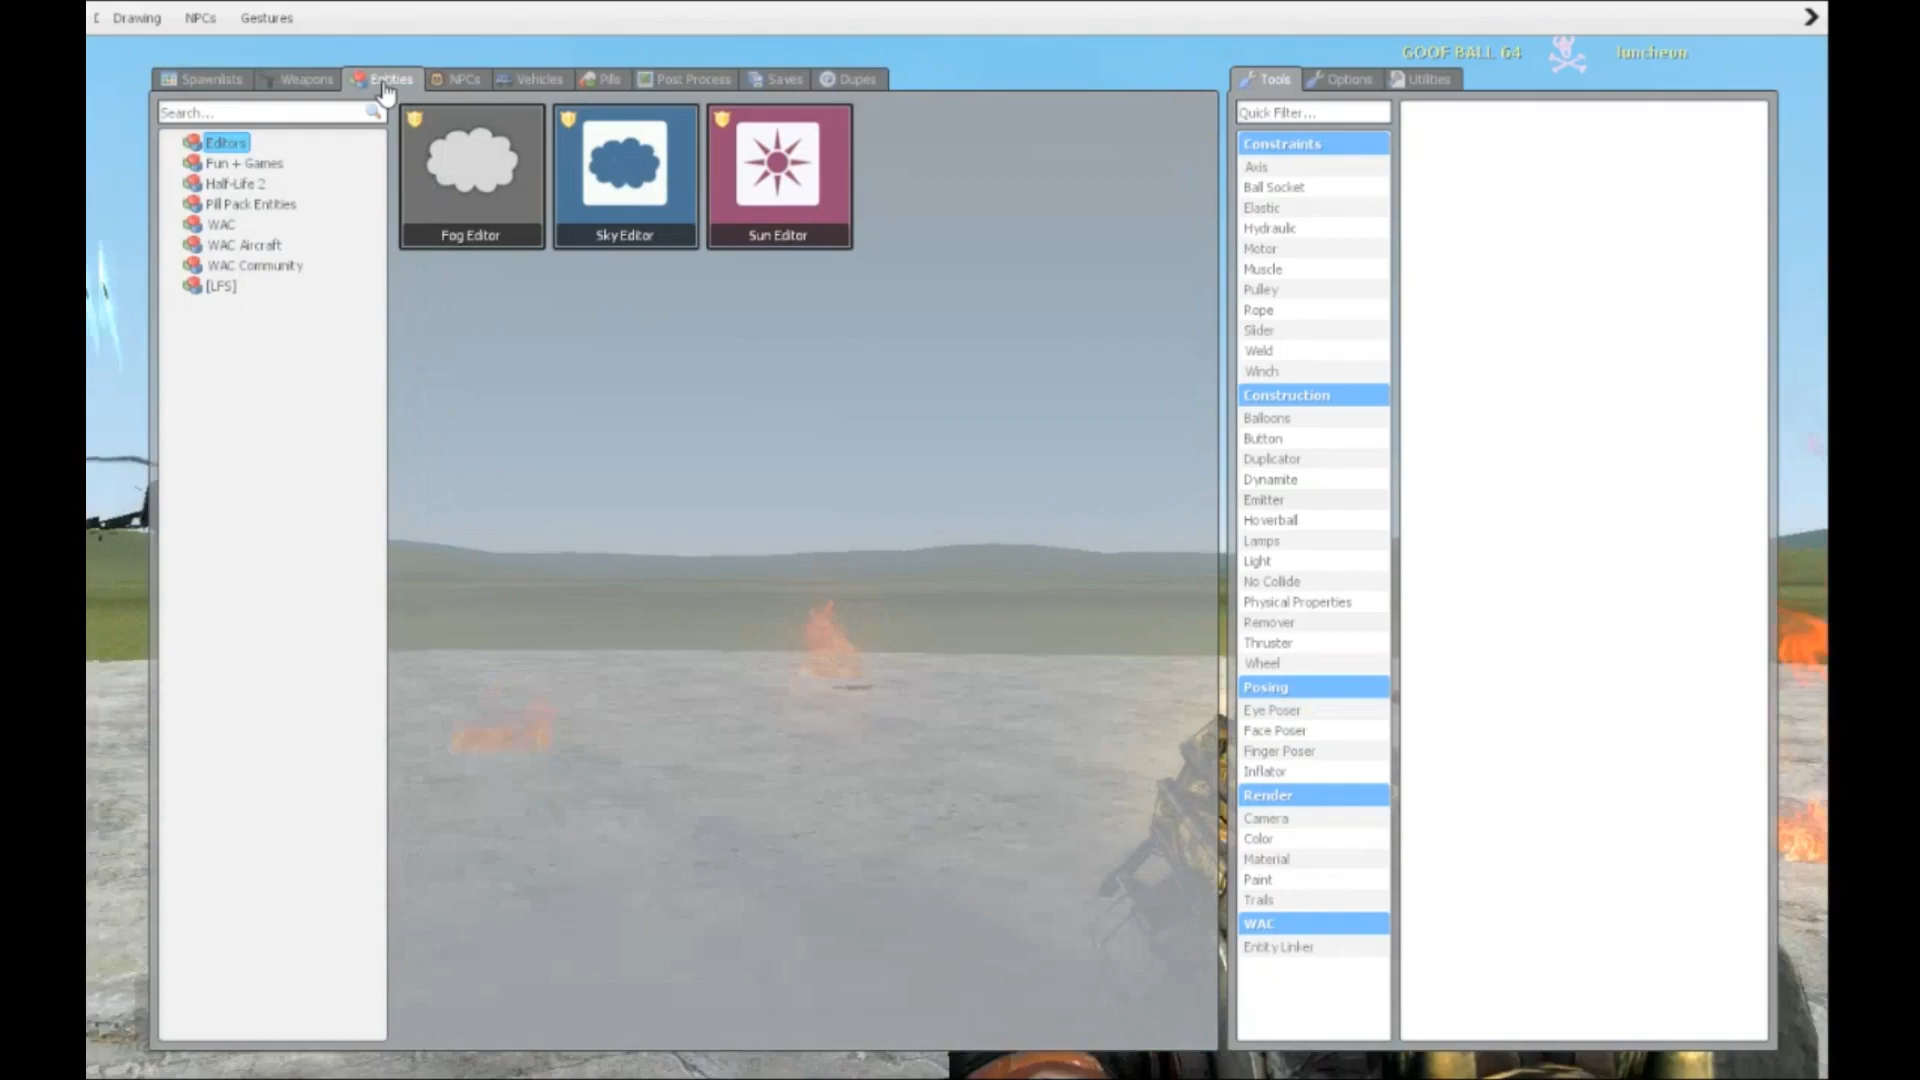 Drawing NPCs Gestures
GOOF BALL 64 luncheon
Spawnlists Weapons Entities NPCs Vehicles Pills Post Process Saves Dupes
Tools Options Utilities
Search...
Editors
Fun + Games
Half-Life 2
Pill Pack Entities
WAC
WAC Aircraft
WAC Community
[LFS]
Fog Editor
Sky Editor
Sun Editor
Quick Filter...
Constraints
Axis
Ball Socket
Elastic
Hydraulic
Motor
Muscle
Pulley
Rope
Slider
Weld
Winch
Construction
Balloons
Button
Duplicator
Dynamite
Emitter
Hoverball
Lamps
Light
No Collide
Physical Properties
Remover
Thruster
Wheel
Posing
Eye Poser
Face Poser
Finger Poser
Inflator
Render
Camera
Color
Material
Paint
Trails
WAC
Entity Linker